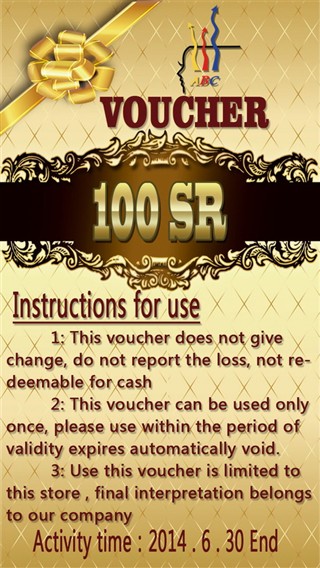 ABC
VOUCHER
100 SR
Instructions for use
1: This voucher does not give
change, do not report the loss, not re-
deemable for cash
2: This voucher can be used only
once, please use within the period of
validity expires automatically void.
3: Use this voucher is limited to
this store , final interpretation belongs
to our company
Activity time : 2014 . 6 . 30 End